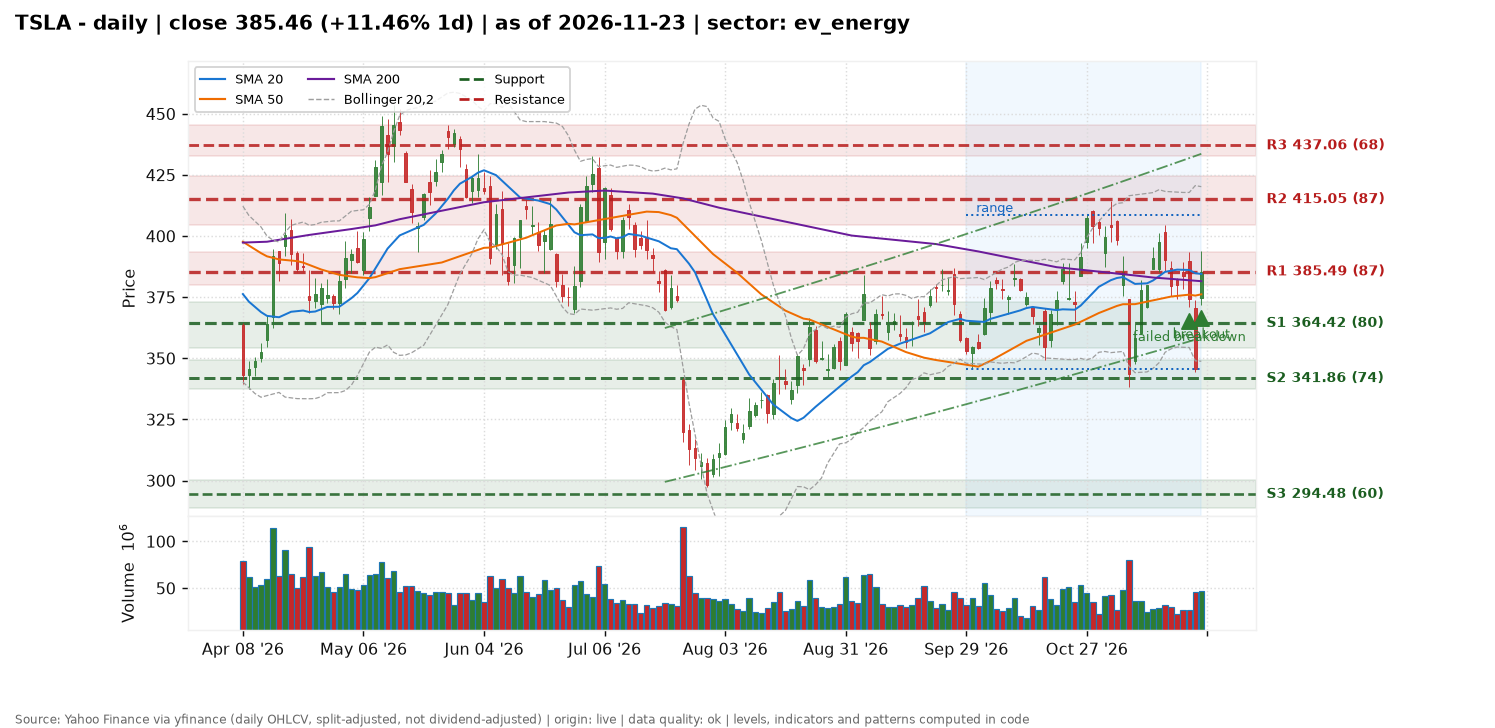 TSLA - daily | close 385.46 (+11.46% 1d) | as of 2026-11-23 | sector: ev_energy
SMA 20
SMA 50
SMA 200
Bollinger 20,2
Support
Resistance
Price
450
425
400
375
350
325
300
range
failed breakdown
breakout
R3 437.06 (68)
R2 415.05 (87)
R1 385.49 (87)
S1 364.42 (80)
S2 341.86 (74)
S3 294.48 (60)
Volume 10⁶
100
50
Apr 08 '26
May 06 '26
Jun 04 '26
Jul 06 '26
Aug 03 '26
Aug 31 '26
Sep 29 '26
Oct 27 '26
Source: Yahoo Finance via yfinance (daily OHLCV, split-adjusted, not dividend-adjusted) | origin: live | data quality: ok | levels, indicators and patterns computed in code